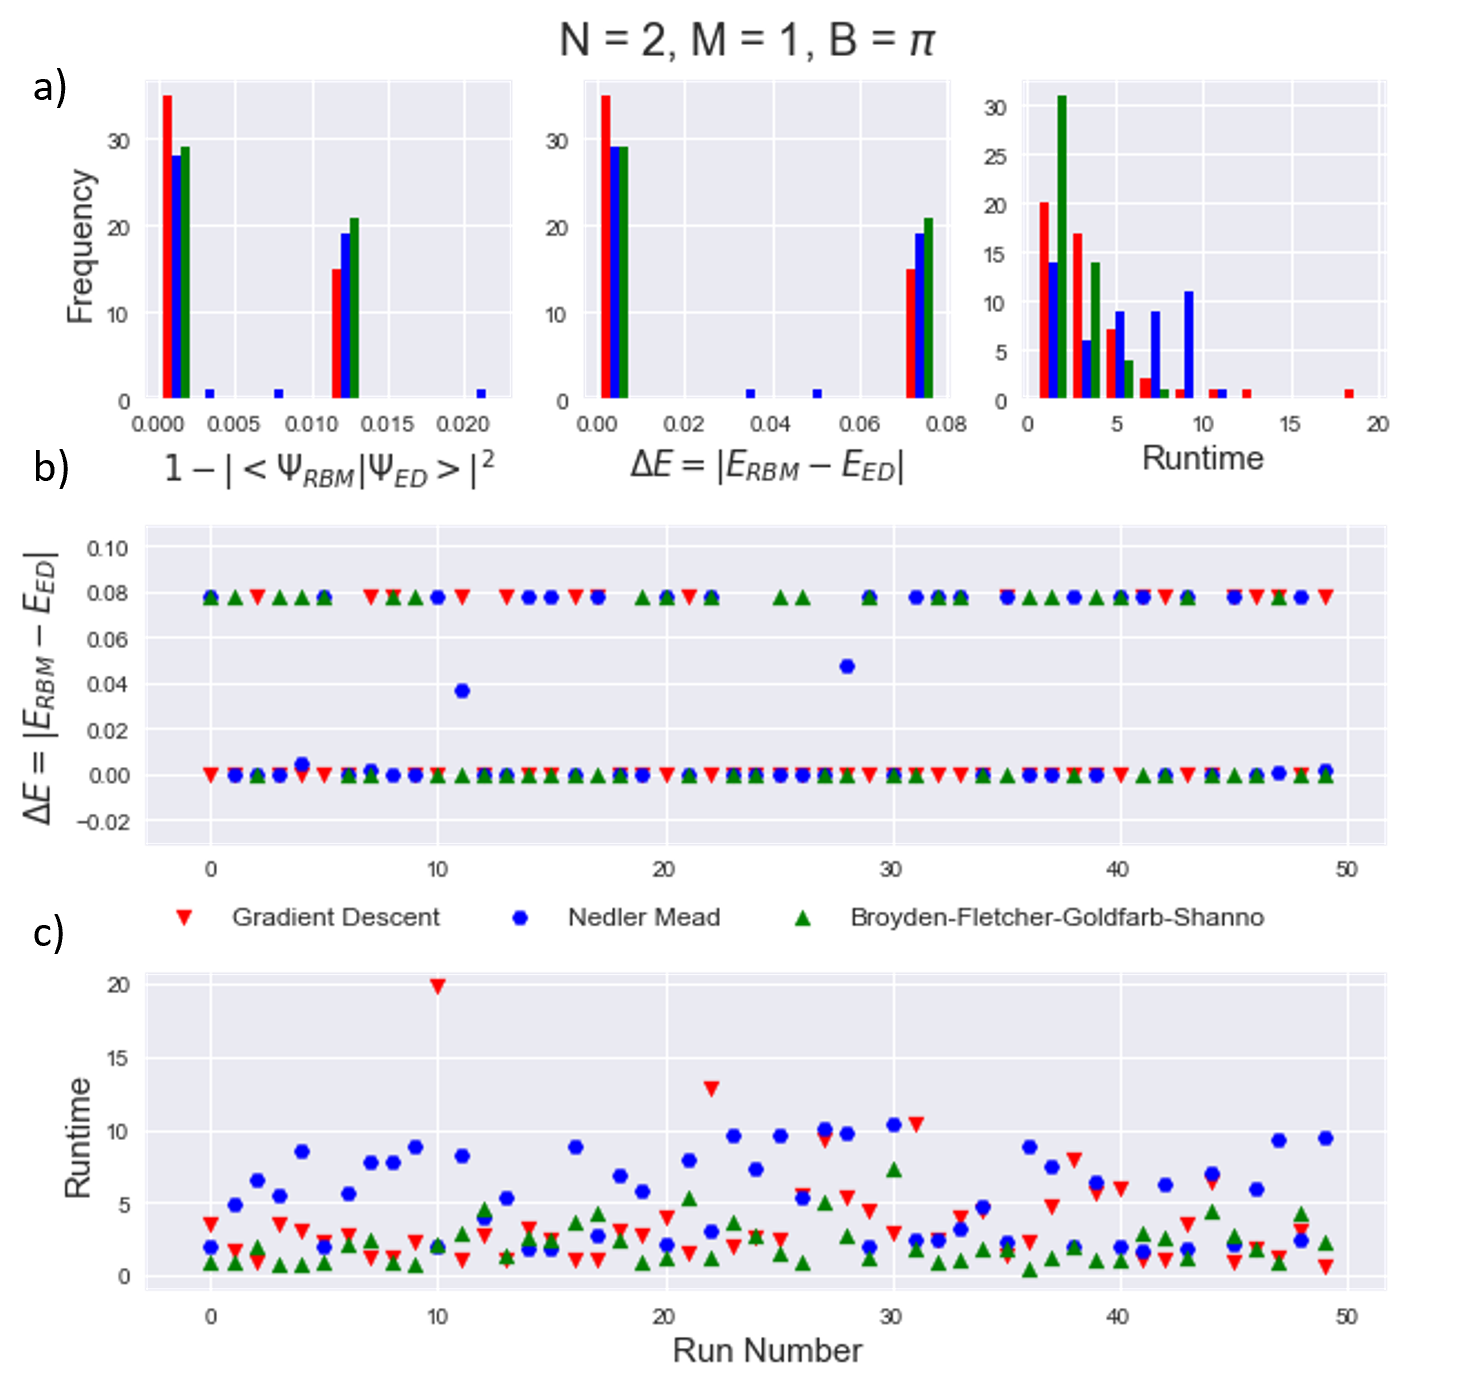 N = 2, M = 1, B = π
a)
Frequency
30
20
10
0
0.000 0.005 0.010 0.015 0.020
1 − | < Ψ_RBM|Ψ_ED > |²
30
20
10
0
0.00 0.02 0.04 0.06 0.08
ΔE = |E_RBM − E_ED|
30
25
20
15
10
5
0
0 5 10 15 20
Runtime
b)
ΔE = |E_RBM − E_ED|
0.10
0.08
0.06
0.04
0.02
0.00
−0.02
0 10 20 30 40 50
Gradient Descent Nedler Mead Broyden-Fletcher-Goldfarb-Shanno
c)
Runtime
20
15
10
5
0
0 10 20 30 40 50
Run Number